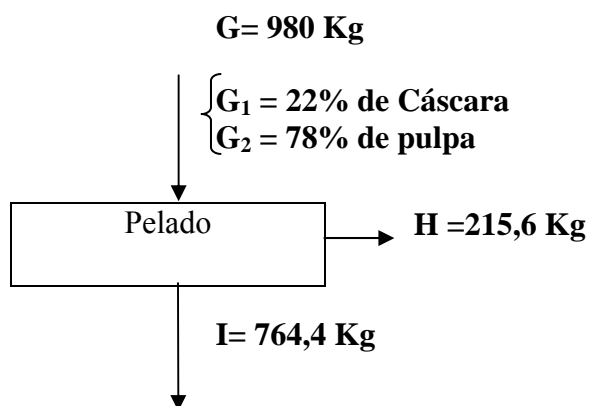 G= 980 Kg
G₁ = 22% de Cáscara
G₂ = 78% de pulpa
Pelado
H =215,6 Kg
I= 764,4 Kg